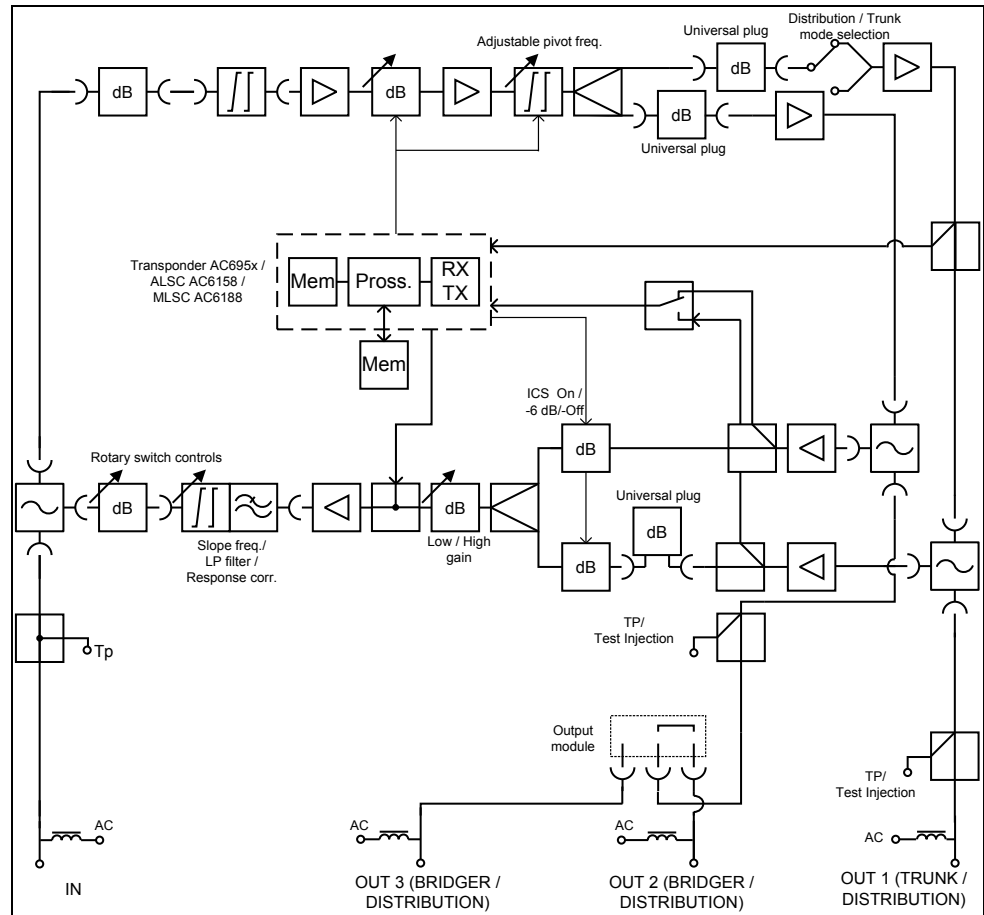 Distribution / Trunk
mode selection
Universal plug
Adjustable pivot freq.
dB
dB
dB
dB
Universal plug
Transponder AC695x /
ALSC AC6158 /
MLSC AC6188
Mem
Pross.
RX
TX
Mem
ICS On /
-6 dB/-Off
dB
Rotary switch controls
dB
dB
Universal plug
dB
dB
Low / High
gain
Slope freq./
LP filter /
Response corr.
Tp
TP/
Test Injection
Output
module
TP/
Test Injection
AC
AC
AC
AC
IN
OUT 3 (BRIDGER /
DISTRIBUTION)
OUT 2 (BRIDGER /
DISTRIBUTION)
OUT 1 (TRUNK /
DISTRIBUTION)